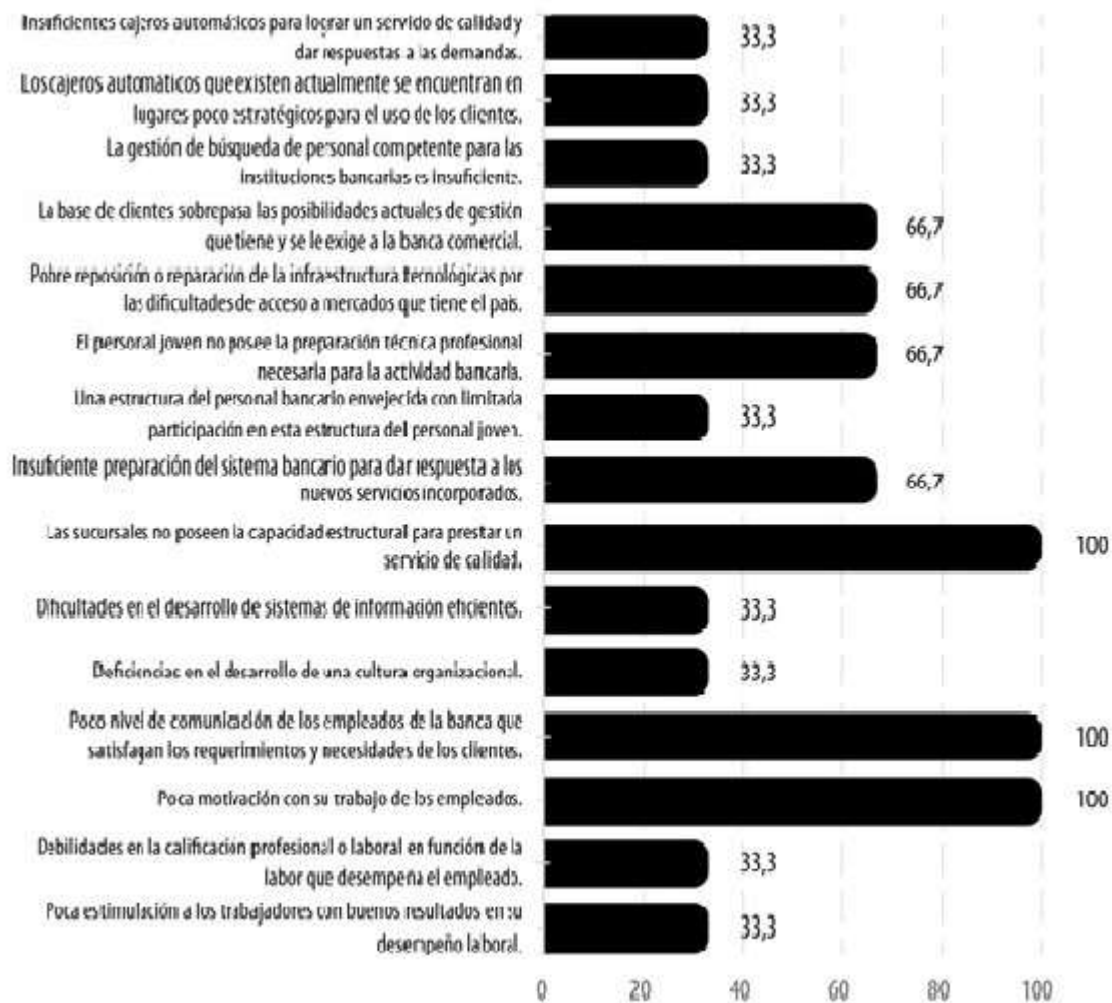 Insuficientes cajeros automáticos para lograr un servido de calidad y
dar respuestas a las demandas.
33,3
Los cajeros automáticos que existen actualmente se encuentran en
lugares poco estratégicos para el uso de los clientes.
33,3
La gestión de búsqueda de personal competente para las
instituciones bancarias es insuficiente.
33,3
La base de clientes sobrepasa las posibilidades actuales de gestión
que tiene y se le exige a la banca comercial.
66,7
Pobre reposición o reparación de la infraestructura tecnológicas por
las dificultades de acceso a mercados que tiene el país.
66,7
El personal joven no posee la preparación técnica profesional
necesaria para la actividad bancaria.
66,7
Una estructura del personal bancario envejecida con limitada
participación en esta estructura del personal joven.
33,3
Insuficiente preparación del sistema bancario para dar respuesta a los
nuevos servicios incorporados.
66,7
Las sucursales no poseen la capacidad estructural para prestar un
servicio de calidad.
100
Dificultades en el desarrollo de sistemas de información eficientes.
33,3
Deficiencias en el desarrollo de una cultura organizacional.
33,3
Poco nivel de comunicación de los empleados de la banca que
satisfagan los requerimientos y necesidades de los clientes.
100
Poca motivación con su trabajo de los empleados.
100
Debilidades en la calificación profesional o laboral en función de la
labor que desempeña el empleado.
33,3
Poca estimulación a los trabajadores con buenos resultados en su
desempeño laboral.
33,3
0 20 40 60 80 100